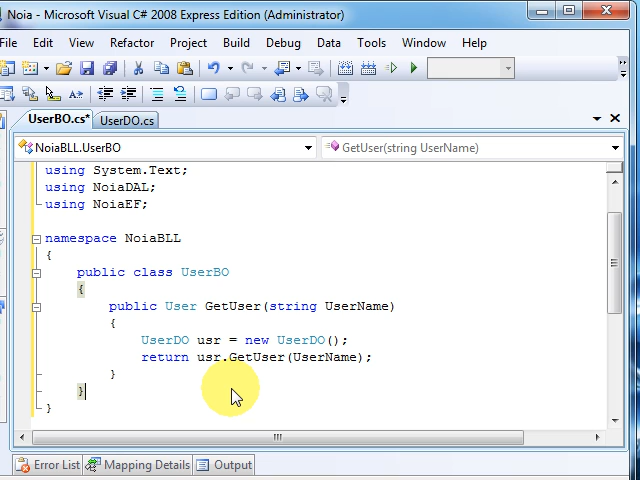 Noia - Microsoft Visual C# 2008 Express Edition (Administrator)
File Edit View Refactor Project Build Debug Data Tools Window Help
UserBO.cs* UserDO.cs
NoiaBLL.UserBO GetUser(string UserName)
using System.Text;
using NoiaDAL;
using NoiaEF;
namespace NoiaBLL
{
public class UserBO
{
public User GetUser(string UserName)
{
UserDO usr = new UserDO();
return usr.GetUser(UserName);
}
}
}
Error List Mapping Details Output